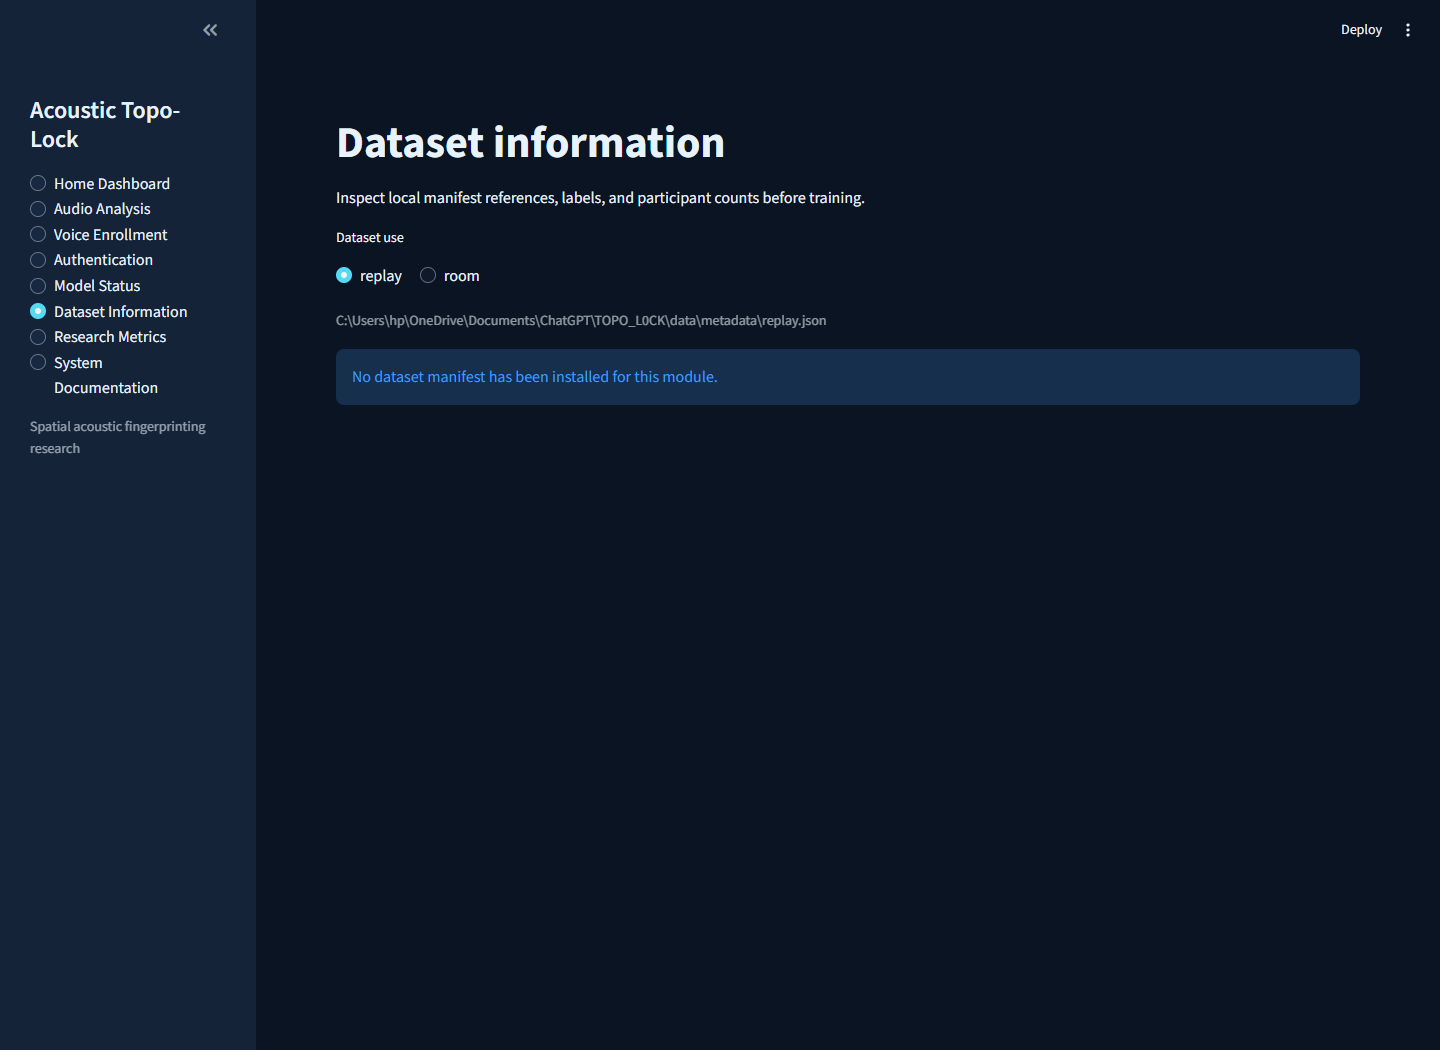 Deploy
Acoustic Topo-
Lock
Home Dashboard
Audio Analysis
Voice Enrollment
Authentication
Model Status
Dataset Information
Research Metrics
System
Documentation
Spatial acoustic fingerprinting
research
Dataset information
Inspect local manifest references, labels, and participant counts before training.
Dataset use
replay room
C:\Users\hp\OneDrive\Documents\ChatGPT\TOPO_L0CK\data\metadata\replay.json
No dataset manifest has been installed for this module.